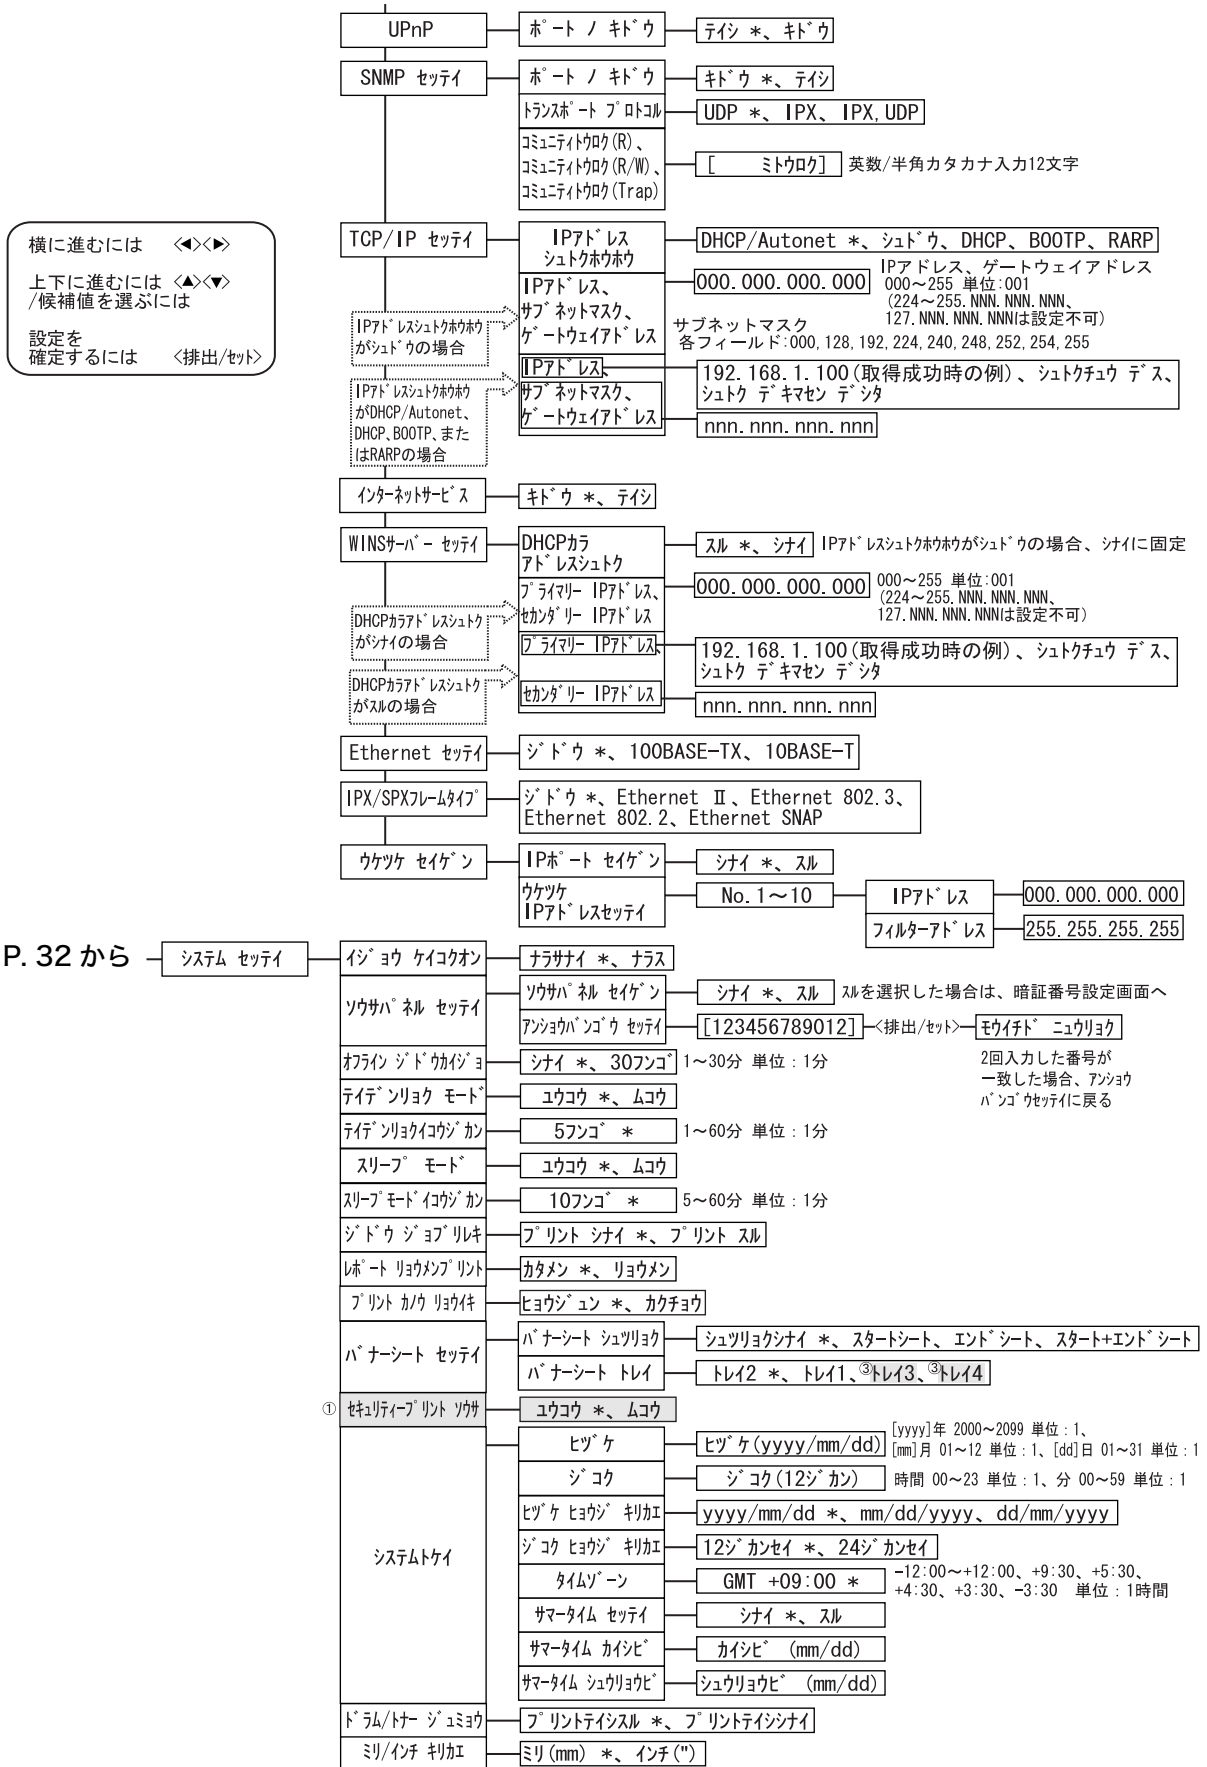 UPnP ﾎﾟｰﾄ ﾉ ｷﾄﾞｳ ﾃｲｼ *、ｷﾄﾞｳ
SNMP ｾｯﾃｲ ﾎﾟｰﾄ ﾉ ｷﾄﾞｳ ｷﾄﾞｳ *、ﾃｲｼ
ﾄﾗﾝｽﾎﾟｰﾄ ﾌﾟﾛﾄｺﾙ UDP *、IPX、IPX,UDP
ｺﾐｭﾆﾃｨﾄｳﾛｸ(R)、
ｺﾐｭﾆﾃｨﾄｳﾛｸ(R/W)、
ｺﾐｭﾆﾃｨﾄｳﾛｸ(Trap)
[ ﾐﾄｳﾛｸ] 英数/半角カタカナ入力12文字
横に進むには 〈◀〉〈▶〉
上下に進むには 〈▲〉〈▼〉
/候補値を選ぶには
設定を
確定するには 〈排出/ｾｯﾄ〉
TCP/IP ｾｯﾃｲ
IPｱﾄﾞﾚｽ
ｼｭﾄｸﾎｳﾎｳ
DHCP/Autonet *、ｼｭﾄﾞｳ、DHCP、BOOTP、RARP
IPｱﾄﾞﾚｽ、
ｻﾌﾞﾈｯﾄﾏｽｸ、
ｹﾞｰﾄｳｪｲｱﾄﾞﾚｽ
000.000.000.000
IPアドレス、ゲートウェイアドレス
000〜255 単位:001
(224〜255.NNN.NNN.NNN、
127.NNN.NNN.NNNは設定不可)
サブネットマスク
各フィールド:000,128,192,224,240,248,252,254,255
IPｱﾄﾞﾚｽｼｭﾄｸﾎｳﾎｳ
がｼｭﾄﾞｳの場合
IPｱﾄﾞﾚｽ、
ｻﾌﾞﾈｯﾄﾏｽｸ、
ｹﾞｰﾄｳｪｲｱﾄﾞﾚｽ
192.168.1.100(取得成功時の例)、ｼｭﾄｸﾁｭｳ ﾃﾞｽ、
ｼｭﾄｸ ﾃﾞｷﾏｾﾝ ﾃﾞｼﾀ
nnn.nnn.nnn.nnn
IPｱﾄﾞﾚｽｼｭﾄｸﾎｳﾎｳ
がDHCP/Autonet、
DHCP、BOOTP、また
はRARPの場合
ｲﾝﾀｰﾈｯﾄｻｰﾋﾞｽ ｷﾄﾞｳ *、ﾃｲｼ
WINSｻｰﾊﾞｰ ｾｯﾃｲ
DHCPｶﾗ
ｱﾄﾞﾚｽｼｭﾄｸ
ｽﾙ *、ｼﾅｲ IPｱﾄﾞﾚｽｼｭﾄｸﾎｳﾎｳがｼｭﾄﾞｳの場合、ｼﾅｲに固定
ﾌﾟﾗｲﾏﾘｰ IPｱﾄﾞﾚｽ、
ｾｶﾝﾀﾞﾘｰ IPｱﾄﾞﾚｽ
000.000.000.000
000〜255 単位:001
(224〜255.NNN.NNN.NNN、
127.NNN.NNN.NNNは設定不可)
DHCPｶﾗｱﾄﾞﾚｽｼｭﾄｸ
がｼﾅｲの場合
ﾌﾟﾗｲﾏﾘｰ IPｱﾄﾞﾚｽ、
192.168.1.100(取得成功時の例)、ｼｭﾄｸﾁｭｳ ﾃﾞｽ、
ｼｭﾄｸ ﾃﾞｷﾏｾﾝ ﾃﾞｼﾀ
DHCPｶﾗｱﾄﾞﾚｽｼｭﾄｸ
がｽﾙの場合
ｾｶﾝﾀﾞﾘｰ IPｱﾄﾞﾚｽ
nnn.nnn.nnn.nnn
Ethernet ｾｯﾃｲ ｼﾞﾄﾞｳ *、100BASE-TX、10BASE-T
IPX/SPXﾌﾚｰﾑﾀｲﾌﾟ ｼﾞﾄﾞｳ *、Ethernet Ⅱ、Ethernet 802.3、
Ethernet 802.2、Ethernet SNAP
ｳｹﾂｹ ｾｲｹﾞﾝ IPﾎﾟｰﾄ ｾｲｹﾞﾝ ｼﾅｲ *、ｽﾙ
ｳｹﾂｹ
IPｱﾄﾞﾚｽｾｯﾃｲ
No.1〜10 IPｱﾄﾞﾚｽ 000.000.000.000
ﾌｨﾙﾀｰｱﾄﾞﾚｽ 255.255.255.255
P. 32 から ｼｽﾃﾑ ｾｯﾃｲ ｲｼﾞｮｳ ｹｲｺｸｵﾝ ﾅﾗｻﾅｲ *、ﾅﾗｽ
ｿｳｻﾊﾟﾈﾙ ｾｯﾃｲ ｿｳｻﾊﾟﾈﾙ ｾｲｹﾞﾝ ｼﾅｲ *、ｽﾙ ｽﾙを選択した場合は、暗証番号設定画面へ
ｱﾝｼｮｳﾊﾞﾝｺﾞｳ ｾｯﾃｲ [123456789012] 〈排出/ｾｯﾄ〉 ﾓｳｲﾁﾄﾞ ﾆｭｳﾘｮｸ
2回入力した番号が
一致した場合、ｱﾝｼｮｳ
ﾊﾞﾝｺﾞｳｾｯﾃｲに戻る
ｵﾌﾗｲﾝ ｼﾞﾄﾞｳｶｲｼﾞｮ ｼﾅｲ *、30ﾌﾝｺﾞ 1〜30分 単位：1分
ﾃｲﾃﾞﾝﾘｮｸ ﾓｰﾄﾞ ﾕｳｺｳ *、ﾑｺｳ
ﾃｲﾃﾞﾝﾘｮｸｲｺｳｼﾞｶﾝ 5ﾌﾝｺﾞ * 1〜60分 単位：1分
ｽﾘｰﾌﾟ ﾓｰﾄﾞ ﾕｳｺｳ *、ﾑｺｳ
ｽﾘｰﾌﾟﾓｰﾄﾞｲｺｳｼﾞｶﾝ 10ﾌﾝｺﾞ * 5〜60分 単位：1分
ｼﾞﾄﾞｳ ｼﾞｮﾌﾞﾘﾚｷ ﾌﾟﾘﾝﾄ ｼﾅｲ *、ﾌﾟﾘﾝﾄ ｽﾙ
ﾚﾎﾟｰﾄ ﾘｮｳﾒﾝﾌﾟﾘﾝﾄ ｶﾀﾒﾝ *、ﾘｮｳﾒﾝ
ﾌﾟﾘﾝﾄ ｶﾉｳ ﾘｮｳｲｷ ﾋｮｳｼﾞｭﾝ *、ｶｸﾁｮｳ
ﾊﾞﾅｰｼｰﾄ ｾｯﾃｲ ﾊﾞﾅｰｼｰﾄ ｼｭﾂﾘｮｸ ｼｭﾂﾘｮｸｼﾅｲ *、ｽﾀｰﾄｼｰﾄ、ｴﾝﾄﾞｼｰﾄ、ｽﾀｰﾄ+ｴﾝﾄﾞｼｰﾄ
ﾊﾞﾅｰｼｰﾄ ﾄﾚｲ ﾄﾚｲ2 *、ﾄﾚｲ1、③ﾄﾚｲ3、③ﾄﾚｲ4
① ｾｷｭﾘﾃｨｰﾌﾟﾘﾝﾄ ｿｳｻ ﾕｳｺｳ *、ﾑｺｳ
ｼｽﾃﾑﾄｹｲ ﾋﾂﾞｹ ﾋﾂﾞｹ(yyyy/mm/dd)
[yyyy]年 2000〜2099 単位：1、
[mm]月 01〜12 単位：1、[dd]日 01〜31 単位：1
ｼﾞｺｸ ｼﾞｺｸ(12ｼﾞｶﾝ) 時間 00〜23 単位：1、分 00〜59 単位：1
ﾋﾂﾞｹ ﾋｮｳｼﾞ ｷﾘｶｴ yyyy/mm/dd *、mm/dd/yyyy、dd/mm/yyyy
ｼﾞｺｸ ﾋｮｳｼﾞ ｷﾘｶｴ 12ｼﾞｶﾝｾｲ *、24ｼﾞｶﾝｾｲ
ﾀｲﾑｿﾞｰﾝ GMT +09:00 *
-12:00〜+12:00、+9:30、+5:30、
+4:30、+3:30、-3:30 単位：1時間
ｻﾏｰﾀｲﾑ ｾｯﾃｲ ｼﾅｲ *、ｽﾙ
ｻﾏｰﾀｲﾑ ｶｲｼﾋﾞ ｶｲｼﾋﾞ (mm/dd)
ｻﾏｰﾀｲﾑ ｼｭｳﾘｮｳﾋﾞ ｼｭｳﾘｮｳﾋﾞ (mm/dd)
ﾄﾞﾗﾑ/ﾄﾅｰ ｼﾞｭﾐｮｳ ﾌﾟﾘﾝﾄﾃｲｼｽﾙ *、ﾌﾟﾘﾝﾄﾃｲｼｼﾅｲ
ﾐﾘ/ｲﾝﾁ ｷﾘｶｴ ﾐﾘ(mm) *、ｲﾝﾁ(")